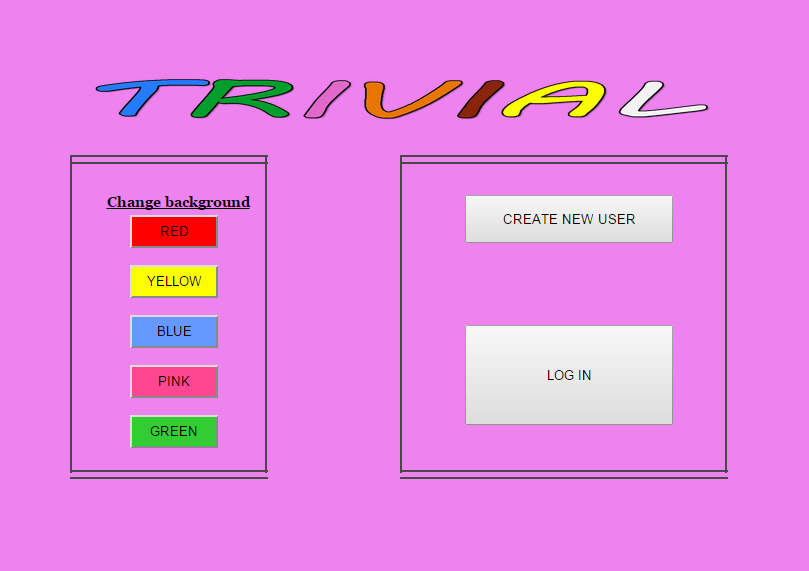 TRIVIAL
Change background
RED
YELLOW
BLUE
PINK
GREEN
CREATE NEW USER
LOG IN